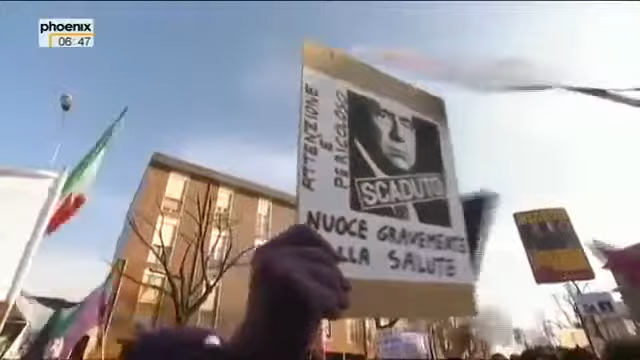 phoenix
06:47
ATTENZIONE
È
PERICOLOSO
SCADUTO
NUOCE GRAVEMENTE
ALLA SALUTE